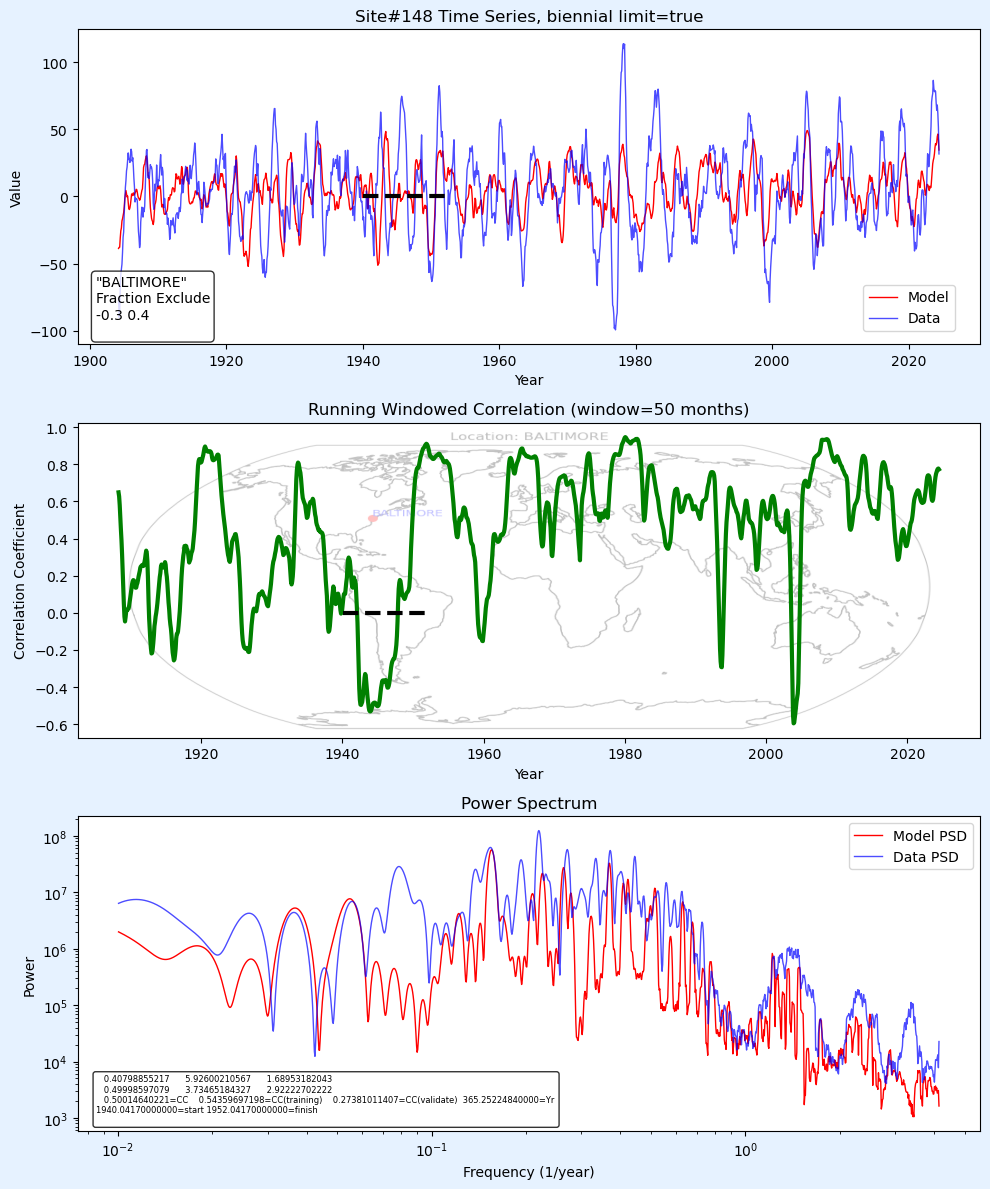 Site#148 Time Series, biennial limit=true
100
50
0
−50
−100
Value
"BALTIMORE"
Fraction Exclude
-0.3 0.4
Model
Data
1900
1920
1940
1960
1980
2000
2020
Year
Running Windowed Correlation (window=50 months)
Location: BALTIMORE
BALTIMORE
1.0
0.8
0.6
0.4
0.2
0.0
−0.2
−0.4
−0.6
Correlation Coefficient
1920
1940
1960
1980
2000
2020
Year
Power Spectrum
Model PSD
Data PSD
10^8
10^7
10^6
10^5
10^4
10^3
Power
0.40798855217 5.92600210567 1.68953182043
0.49998597079 3.73465184327 2.92222702222
0.50014640221=CC 0.54359697198=CC(training) 0.27381011407=CC(validate) 365.25224840000=Yr
1940.04170000000=start 1952.04170000000=finish
10^−2
10^−1
10^0
Frequency (1/year)